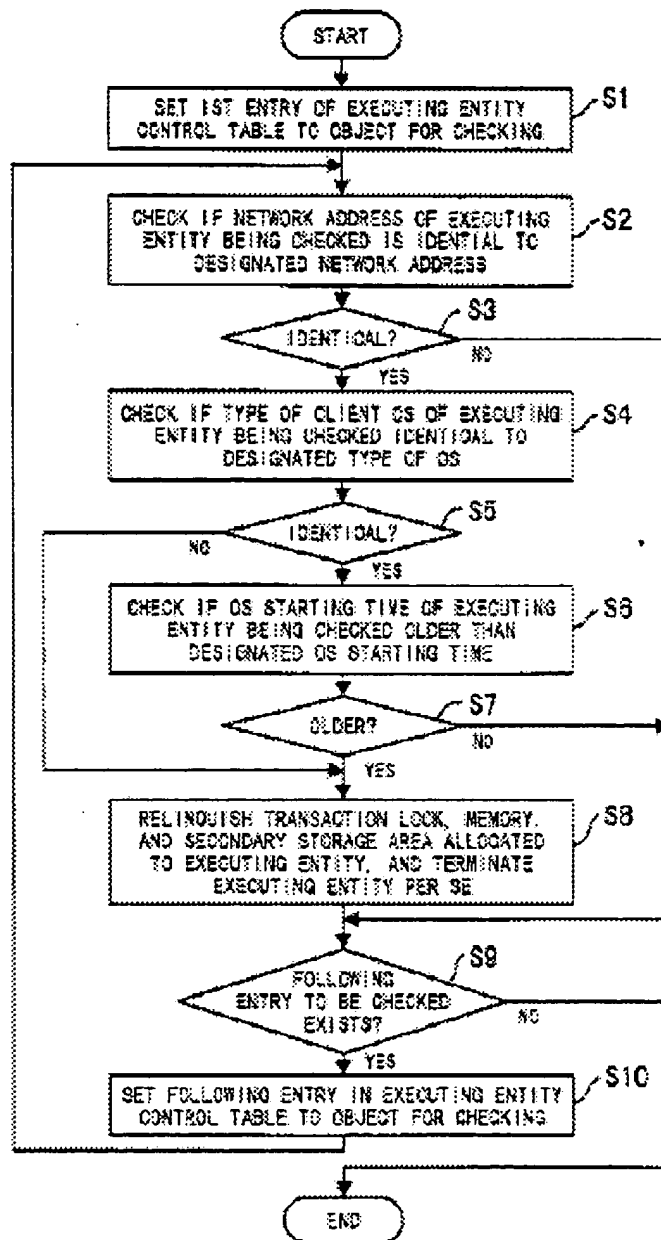 START
SET 1ST ENTRY OF EXECUTING ENTITY
CONTROL TABLE TO OBJECT FOR CHECKING
S1
CHECK IF NETWORK ADDRESS OF EXECUTING
ENTITY BEING CHECKED IS IDENTIAL TO
DESIGNATED NETWORK ADDRESS
S2
IDENTICAL?
S3
NO
YES
CHECK IF TYPE OF CLIENT OS OF EXECUTING
ENTITY BEING CHECKED IDENTICAL TO
DESIGNATED TYPE OF OS
S4
IDENTICAL?
S5
NO
YES
CHECK IF OS STARTING TIME OF EXECUTING
ENTITY BEING CHECKED OLDER THAN
DESIGNATED OS STARTING TIME
S6
OLDER?
S7
NO
YES
RELINQUISH TRANSACTION LOCK, MEMORY,
AND SECONDARY STORAGE AREA ALLOCATED
TO EXECUTING ENTITY, AND TERMINATE
EXECUTING ENTITY PER SE
S8
FOLLOWING
ENTRY TO BE CHECKED
EXISTS?
S9
NO
YES
SET FOLLOWING ENTRY IN EXECUTING ENTITY
CONTROL TABLE TO OBJECT FOR CHECKING
S10
END